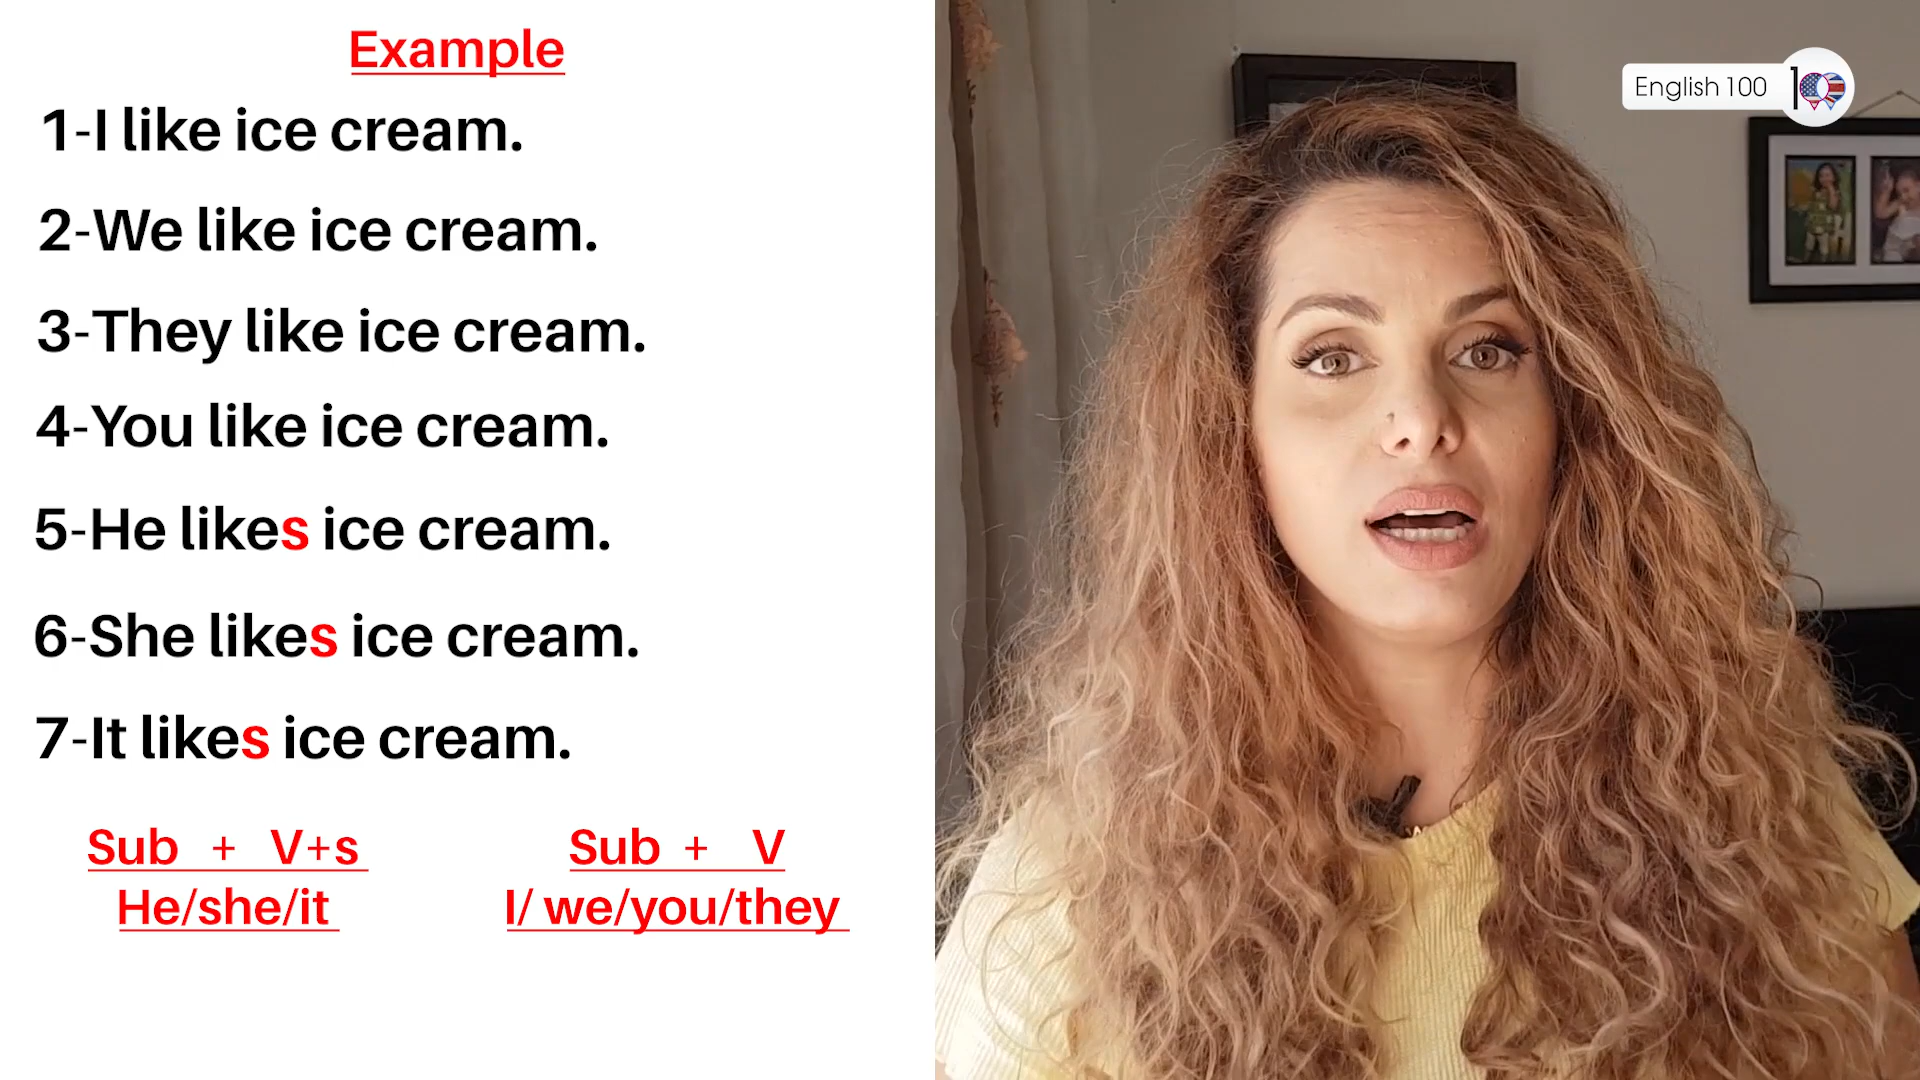 Example
1-I like ice cream.
2-We like ice cream.
3-They like ice cream.
4-You like ice cream.
5-He likes ice cream.
6-She likes ice cream.
7-It likes ice cream.
Sub + V+s
He/she/it
Sub + V
I/ we/you/they
English 100
10